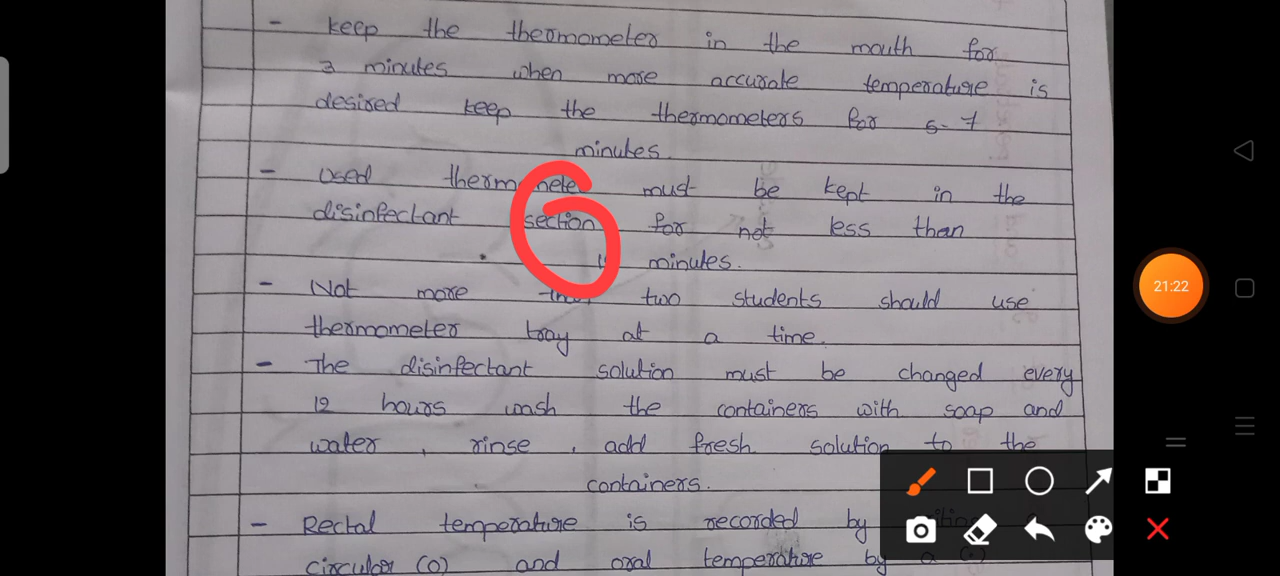 - keep the thermometer in the mouth for
3 minutes when more accurate temperature is
desired keep the thermometers for 5-7
minutes.
- Used thermometer must be kept in the
disinfectant section for not less than
minutes.
21:22
- Not more than two students should use
thermometer tray at a time.
- The disinfectant solution must be changed every
12 hours wash the containers with soap and
water, rinse, add fresh solution to the
containers.
- Rectal temperature is recorded by
circular (0) and oral temperature by a